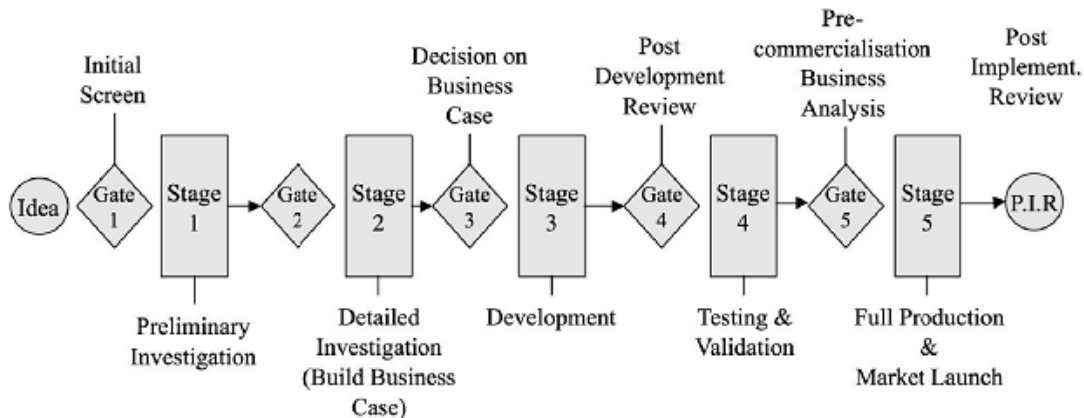 Initial
Screen
Decision on
Business
Case
Post
Development
Review
Pre-
commercialisation
Business
Analysis
Post
Implement.
Review
Idea
Gate
1
Stage
1
Gate
2
Stage
2
Gate
3
Stage
3
Gate
4
Stage
4
Gate
5
Stage
5
P.I.R
Preliminary
Investigation
Detailed
Investigation
(Build Business
Case)
Development
Testing &
Validation
Full Production
&
Market Launch